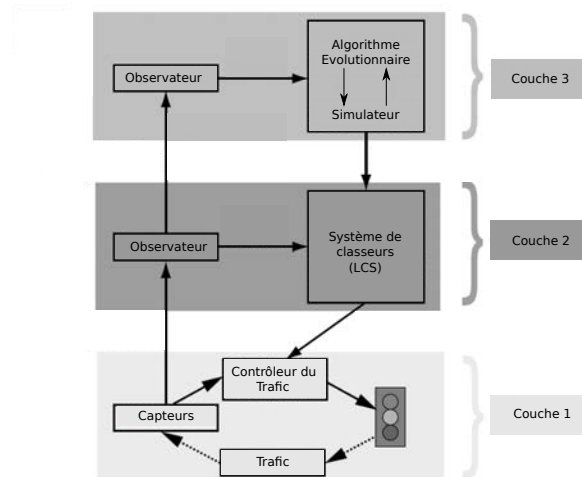 Observateur
Algorithme
Evolutionnaire
Simulateur
Couche 3
Observateur
Système de
classeurs
(LCS)
Couche 2
Contrôleur du
Trafic
Capteurs
Trafic
Couche 1